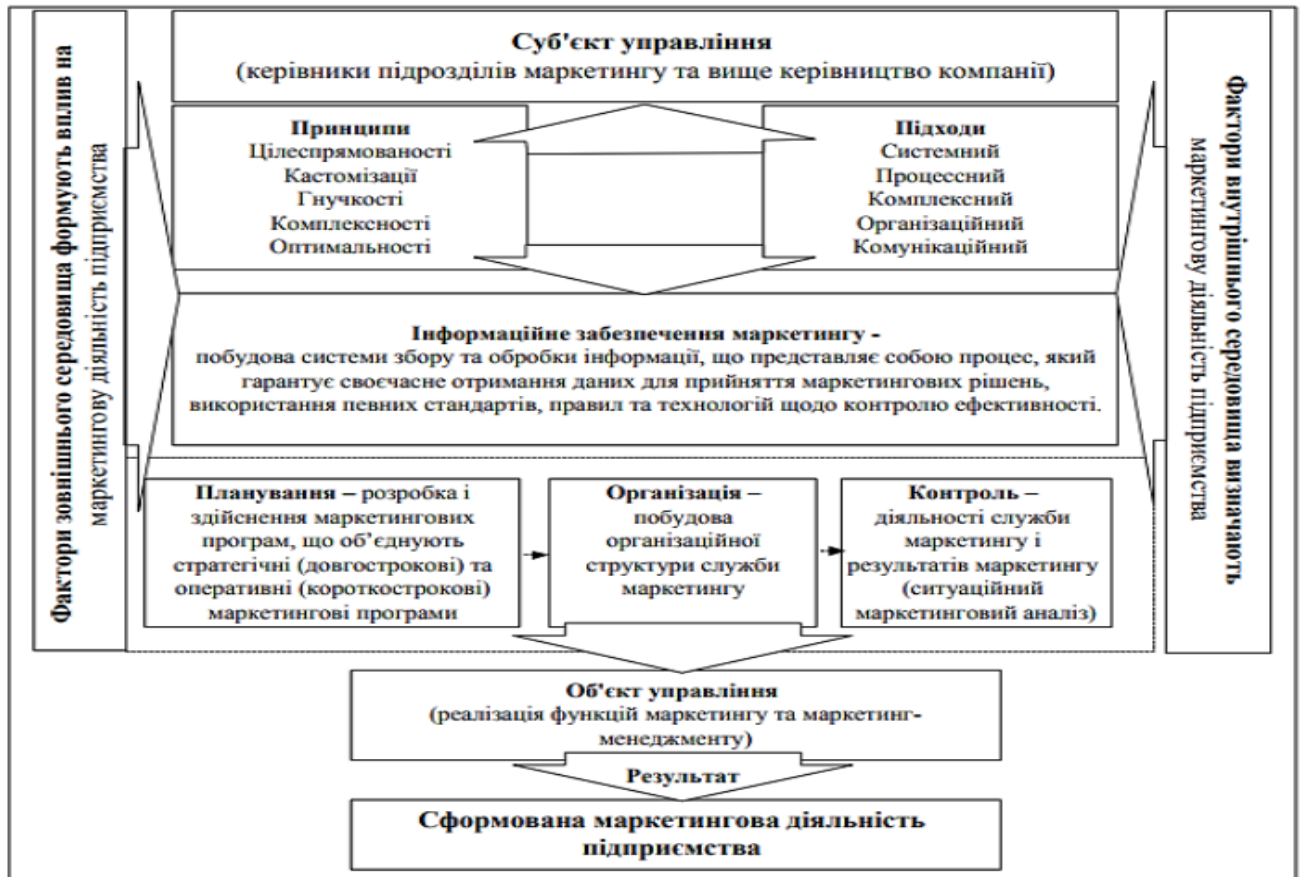 Суб'єкт управління
(керівники підрозділів маркетингу та вище керівництво компанії)
Фактори зовнішнього середовища формують вплив на
маркетингову діяльність підприємства
Принципи
Цілеспрямованості
Кастомізації
Гнучкості
Комплексності
Оптимальності
Підходи
Системний
Процессний
Комплексний
Організаційний
Комунікаційний
Фактори внутрішнього середовища визначають
маркетингову діяльність підприємства
Інформаційне забезпечення маркетингу -
побудова системи збору та обробки інформації, що представляє собою процес, який
гарантує своєчасне отримання даних для прийняття маркетингових рішень,
використання певних стандартів, правил та технологій щодо контролю ефективності.
Планування – розробка і
здійснення маркетингових
програм, що об’єднують
стратегічні (довгострокові) та
оперативні (короткострокові)
маркетингові програми
Організація –
побудова
організаційної
структури служби
маркетингу
Контроль –
діяльності служби
маркетингу і
результатів маркетингу
(ситуаційний
маркетинговий аналіз)
Об'єкт управління
(реалізація функцій маркетингу та маркетинг-
менеджменту)
Результат
Сформована маркетингова діяльність
підприємства